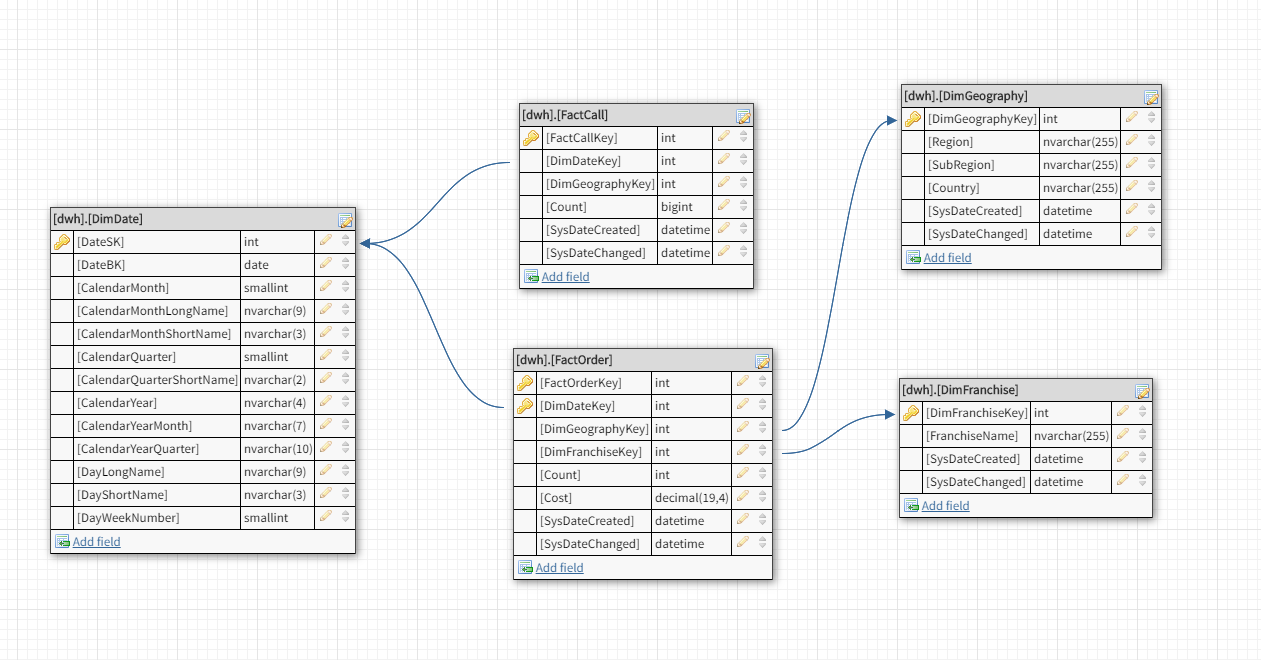 [dwh].[DimDate]
[DateSK] int
[DateBK] date
[CalendarMonth] smallint
[CalendarMonthLongName] nvarchar(9)
[CalendarMonthShortName] nvarchar(3)
[CalendarQuarter] smallint
[CalendarQuarterShortName] nvarchar(2)
[CalendarYear] nvarchar(4)
[CalendarYearMonth] nvarchar(7)
[CalendarYearQuarter] nvarchar(10)
[DayLongName] nvarchar(9)
[DayShortName] nvarchar(3)
[DayWeekNumber] smallint
Add field
[dwh].[FactCall]
[FactCallKey] int
[DimDateKey] int
[DimGeographyKey] int
[Count] bigint
[SysDateCreated] datetime
[SysDateChanged] datetime
Add field
[dwh].[FactOrder]
[FactOrderKey] int
[DimDateKey] int
[DimGeographyKey] int
[DimFranchiseKey] int
[Count] int
[Cost] decimal(19,4)
[SysDateCreated] datetime
[SysDateChanged] datetime
Add field
[dwh].[DimGeography]
[DimGeographyKey] int
[Region] nvarchar(255)
[SubRegion] nvarchar(255)
[Country] nvarchar(255)
[SysDateCreated] datetime
[SysDateChanged] datetime
Add field
[dwh].[DimFranchise]
[DimFranchiseKey] int
[FranchiseName] nvarchar(255)
[SysDateCreated] datetime
[SysDateChanged] datetime
Add field